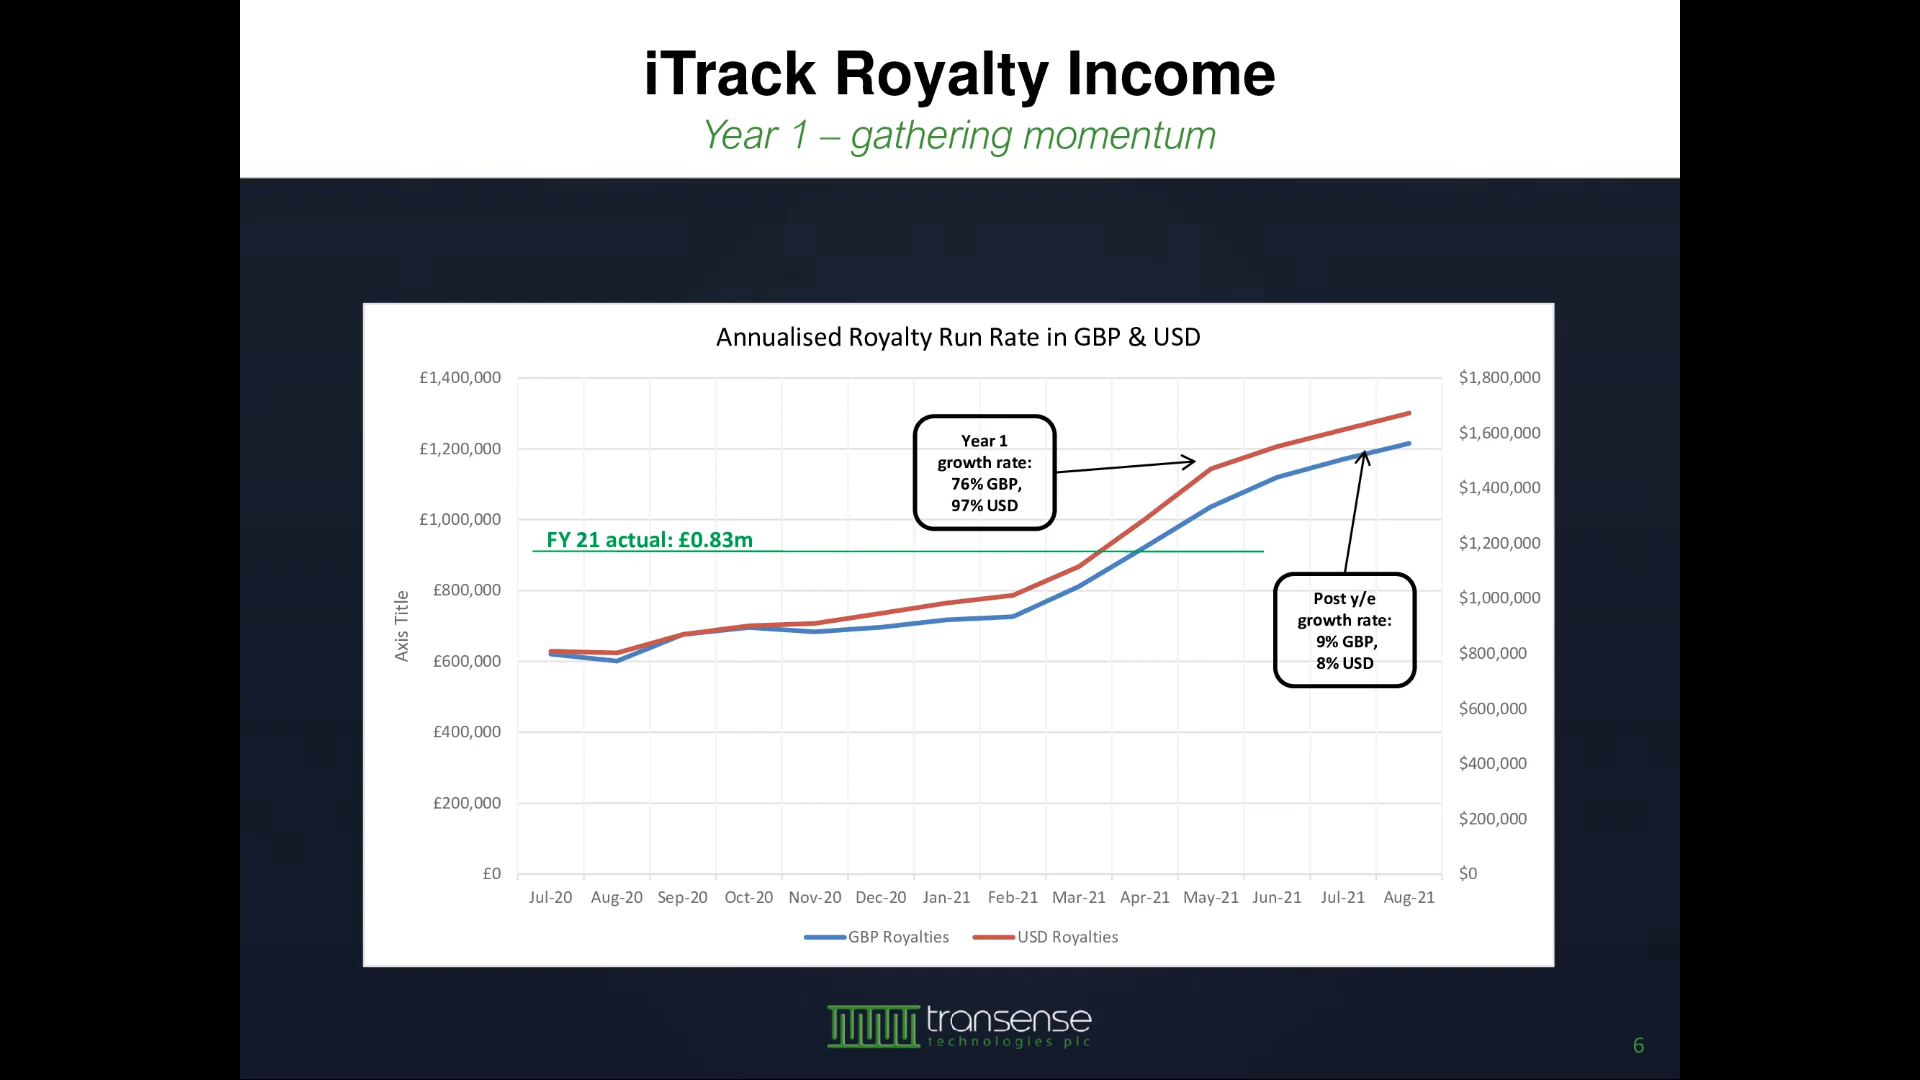 iTrack Royalty Income
Year 1 – gathering momentum
Annualised Royalty Run Rate in GBP & USD
£1,400,000
£1,200,000
£1,000,000
£800,000
£600,000
£400,000
£200,000
£0
Axis Title
$1,800,000
$1,600,000
$1,400,000
$1,200,000
$1,000,000
$800,000
$600,000
$400,000
$200,000
$0
Year 1
growth rate:
76% GBP,
97% USD
FY 21 actual: £0.83m
Post y/e
growth rate:
9% GBP,
8% USD
Jul-20 Aug-20 Sep-20 Oct-20 Nov-20 Dec-20 Jan-21 Feb-21 Mar-21 Apr-21 May-21 Jun-21 Jul-21 Aug-21
GBP Royalties USD Royalties
transense
technologies plc
6